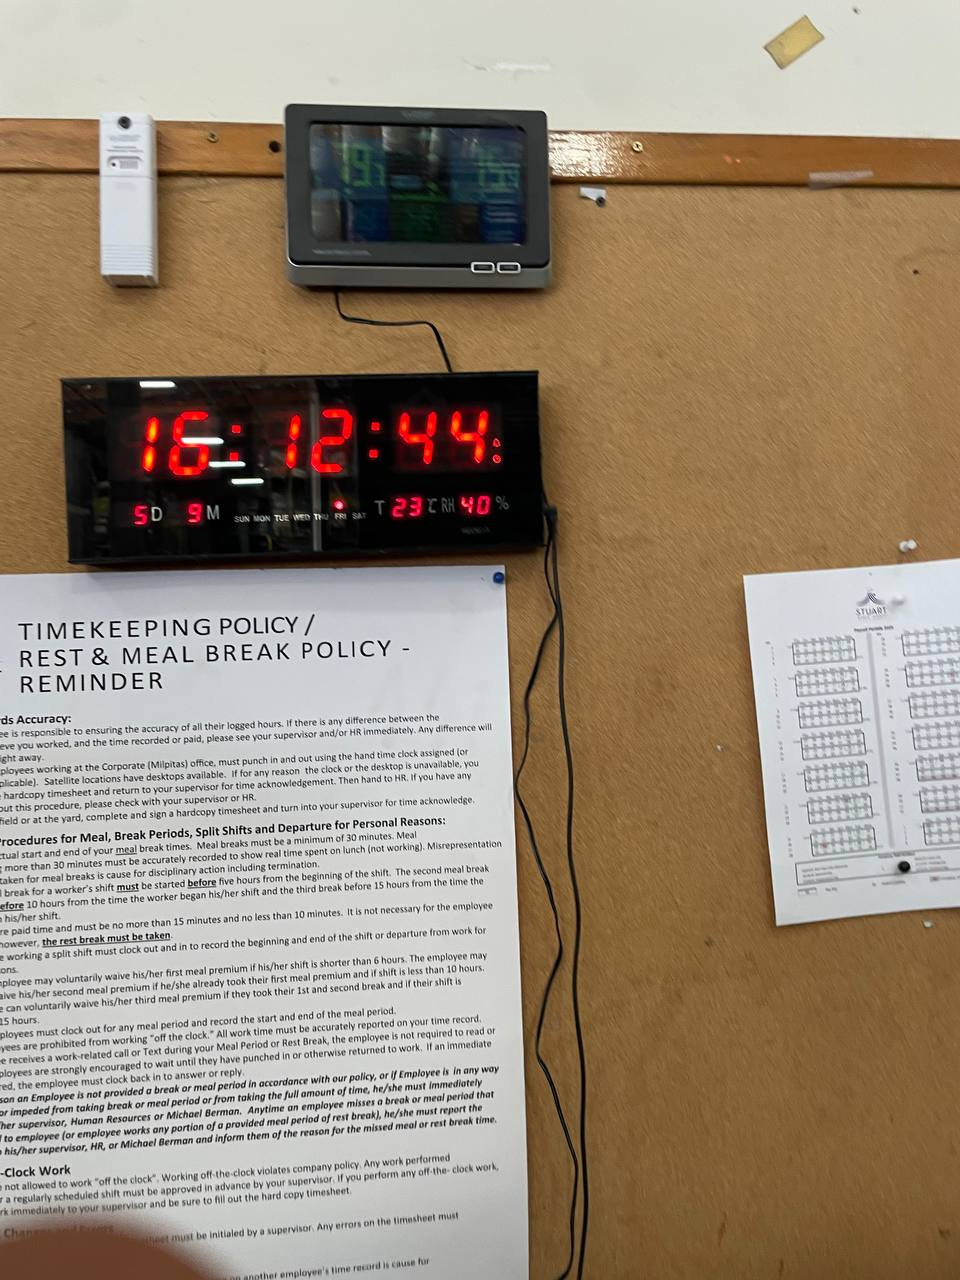 16:12:44
5D 9M SUN MON TUE WED THU FRI SAT T 23°C RH 40%
TIMEKEEPING POLICY /
REST & MEAL BREAK POLICY -
REMINDER
STUART
ds Accuracy:
ee is responsible to ensuring the accuracy of all their logged hours. If there is any difference between the
eve you worked, and the time recorded or paid, please see your supervisor and/or HR immediately. Any difference will
ight away.
ployees working at the Corporate (Milpitas) office, must punch in and out using the hand time clock assigned (or
plicable). Satellite locations have desktops available. If for any reason the clock or the desktop is unavailable, you
hardcopy timesheet and return to your supervisor for time acknowledgement. Then hand to HR. If you have any
out this procedure, please check with your supervisor or HR.
field or at the yard, complete and sign a hardcopy timesheet and turn into your supervisor for time acknowledge.
Procedures for Meal, Break Periods, Split Shifts and Departure for Personal Reasons:
tual start and end of your meal break times. Meal breaks must be a minimum of 30 minutes. Meal
more than 30 minutes must be accurately recorded to show real time spent on lunch (not working). Misrepresentation
taken for meal breaks is cause for disciplinary action including termination.
l break for a worker's shift must be started before five hours from the beginning of the shift. The second meal break
efore 10 hours from the time the worker began his/her shift and the third break before 15 hours from the time the
his/her shift.
re paid time and must be no more than 15 minutes and no less than 10 minutes. It is not necessary for the employee
however, the rest break must be taken.
e working a split shift must clock out and in to record the beginning and end of the shift or departure from work for
ons.
ployee may voluntarily waive his/her first meal premium if his/her shift is shorter than 6 hours. The employee may
aive his/her second meal premium if he/she already took their first meal premium and if shift is less than 10 hours.
e can voluntarily waive his/her third meal premium if they took their 1st and second break and if their shift is
15 hours.
ployees must clock out for any meal period and record the start and end of the meal period.
yees are prohibited from working "off the clock." All work time must be accurately reported on your time record.
e receives a work-related call or Text during your Meal Period or Rest Break, the employee is not required to read or
ployees are strongly encouraged to wait until they have punched in or otherwise returned to work. If an immediate
red, the employee must clock back in to answer or reply.
son an Employee is not provided a break or meal period in accordance with our policy, or if Employee is in any way
or impeded from taking break or meal period or from taking the full amount of time, he/she must immediately
her supervisor, Human Resources or Michael Berman. Anytime an employee misses a break or meal period that
l to employee (or employee works any portion of a provided meal period of rest break), he/she must report the
his/her supervisor, HR, or Michael Berman and inform them of the reason for the missed meal or rest break time.
-Clock Work
not allowed to work "off the clock". Working off-the-clock violates company policy. Any work performed
r a regularly scheduled shift must be approved in advance by your supervisor. If you perform any off-the- clock work,
rk immediately to your supervisor and be sure to fill out the hard copy timesheet.
must be initialed by a supervisor. Any errors on the timesheet must
on another employee's time record is cause for